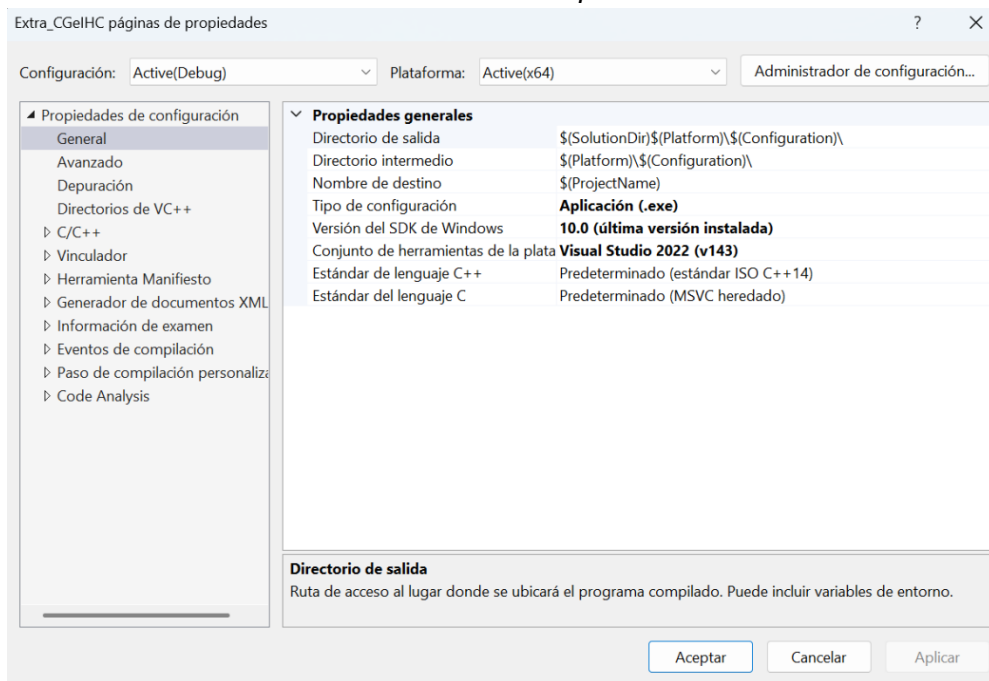 Extra_CGeIHC páginas de propiedades ? ✕
Configuración: Active(Debug) Plataforma: Active(x64) Administrador de configuración...
Propiedades de configuración
General
Avanzado
Depuración
Directorios de VC++
C/C++
Vinculador
Herramienta Manifiesto
Generador de documentos XML
Información de examen
Eventos de compilación
Paso de compilación personaliza
Code Analysis
Propiedades generales
Directorio de salida $(SolutionDir)$(Platform)\$(Configuration)\
Directorio intermedio $(Platform)\$(Configuration)\
Nombre de destino $(ProjectName)
Tipo de configuración Aplicación (.exe)
Versión del SDK de Windows 10.0 (última versión instalada)
Conjunto de herramientas de la plata Visual Studio 2022 (v143)
Estándar de lenguaje C++ Predeterminado (estándar ISO C++14)
Estándar del lenguaje C Predeterminado (MSVC heredado)
Directorio de salida
Ruta de acceso al lugar donde se ubicará el programa compilado. Puede incluir variables de entorno.
Aceptar Cancelar Aplicar